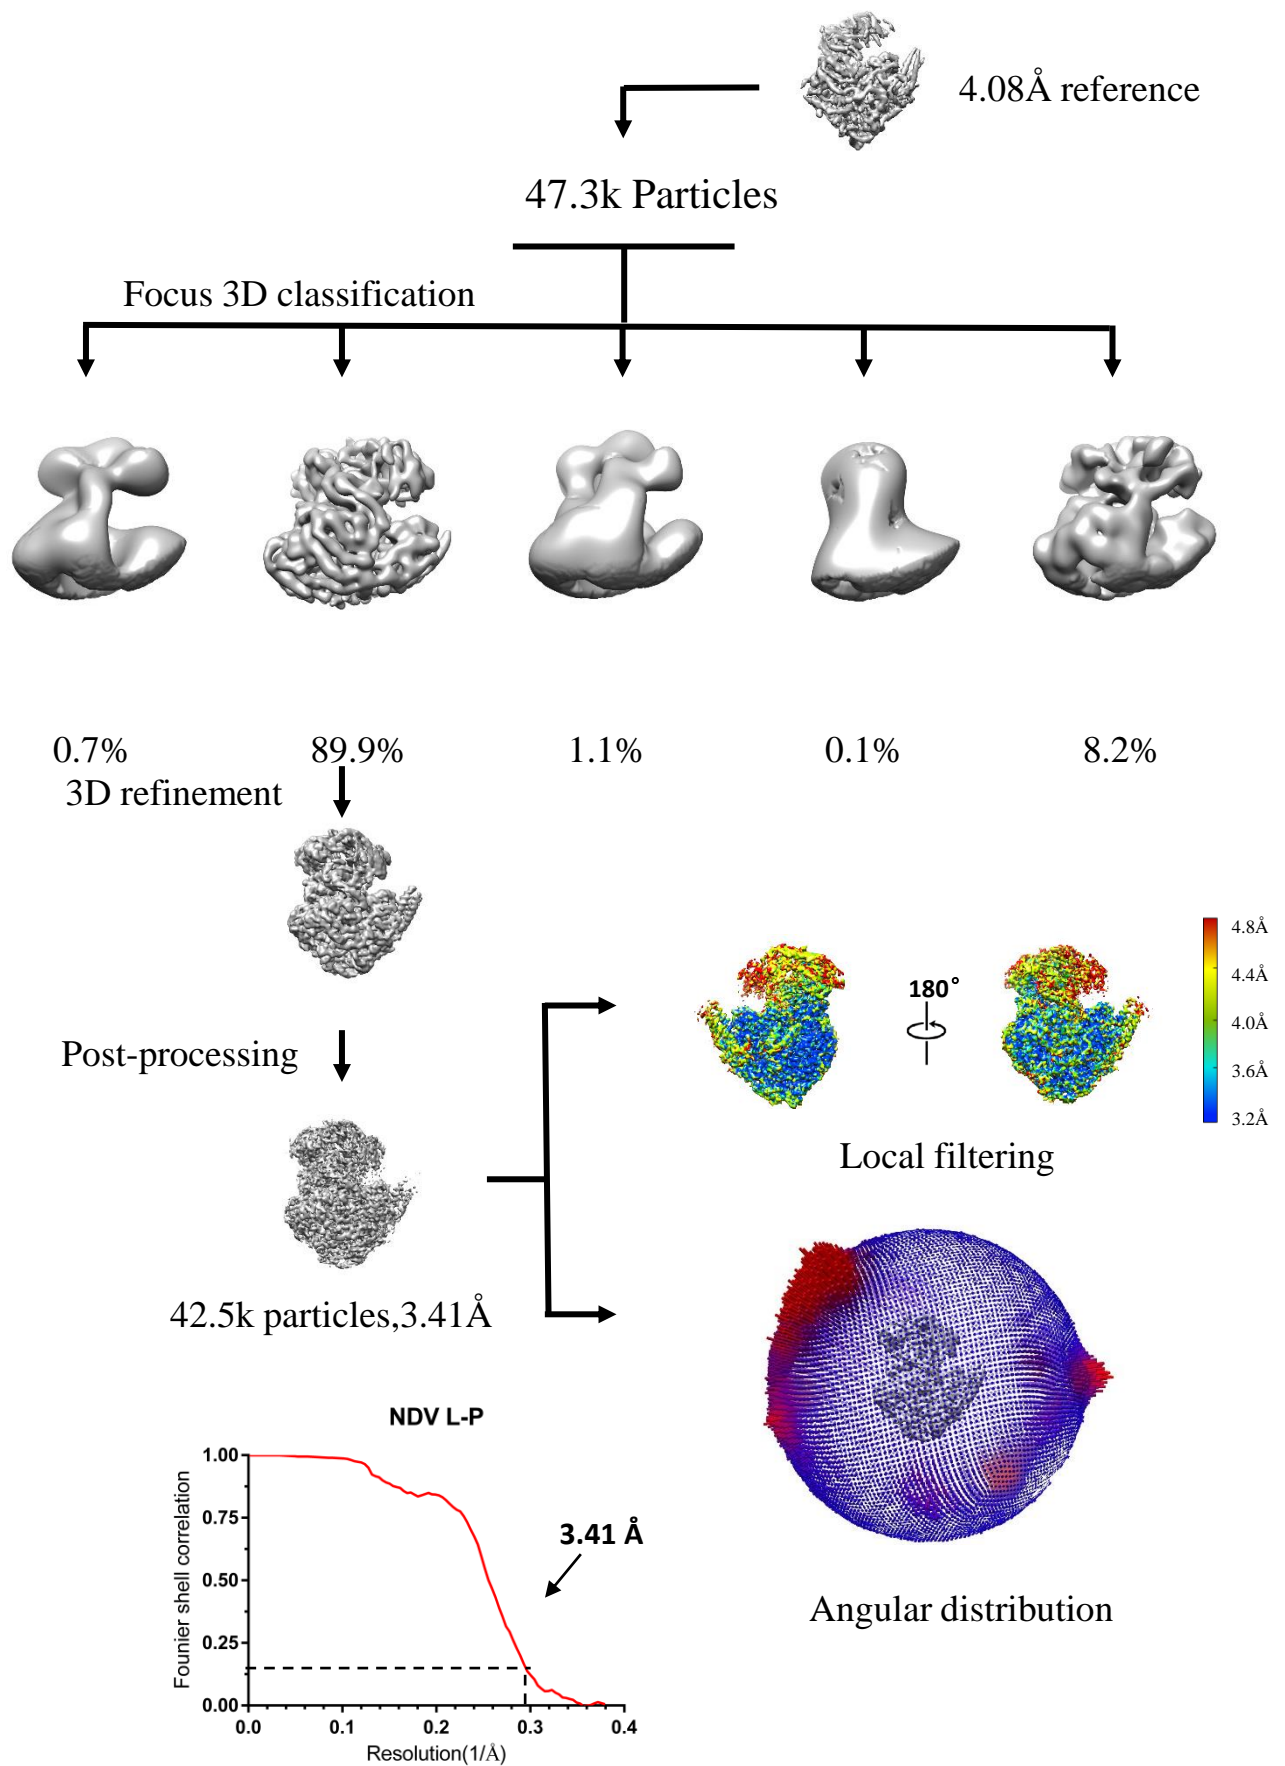 4.08Å reference
47.3k Particles
Focus 3D classification
0.7%
89.9%
1.1%
0.1%
8.2%
3D refinement
Post-processing
42.5k particles,3.41Å
180°
4.8Å
4.4Å
4.0Å
3.6Å
3.2Å
Local filtering
Angular distribution
NDV L-P
Founier shell correlation
1.00
0.75
0.50
0.25
0.00
3.41 Å
0.0
0.1
0.2
0.3
0.4
Resolution(1/Å)